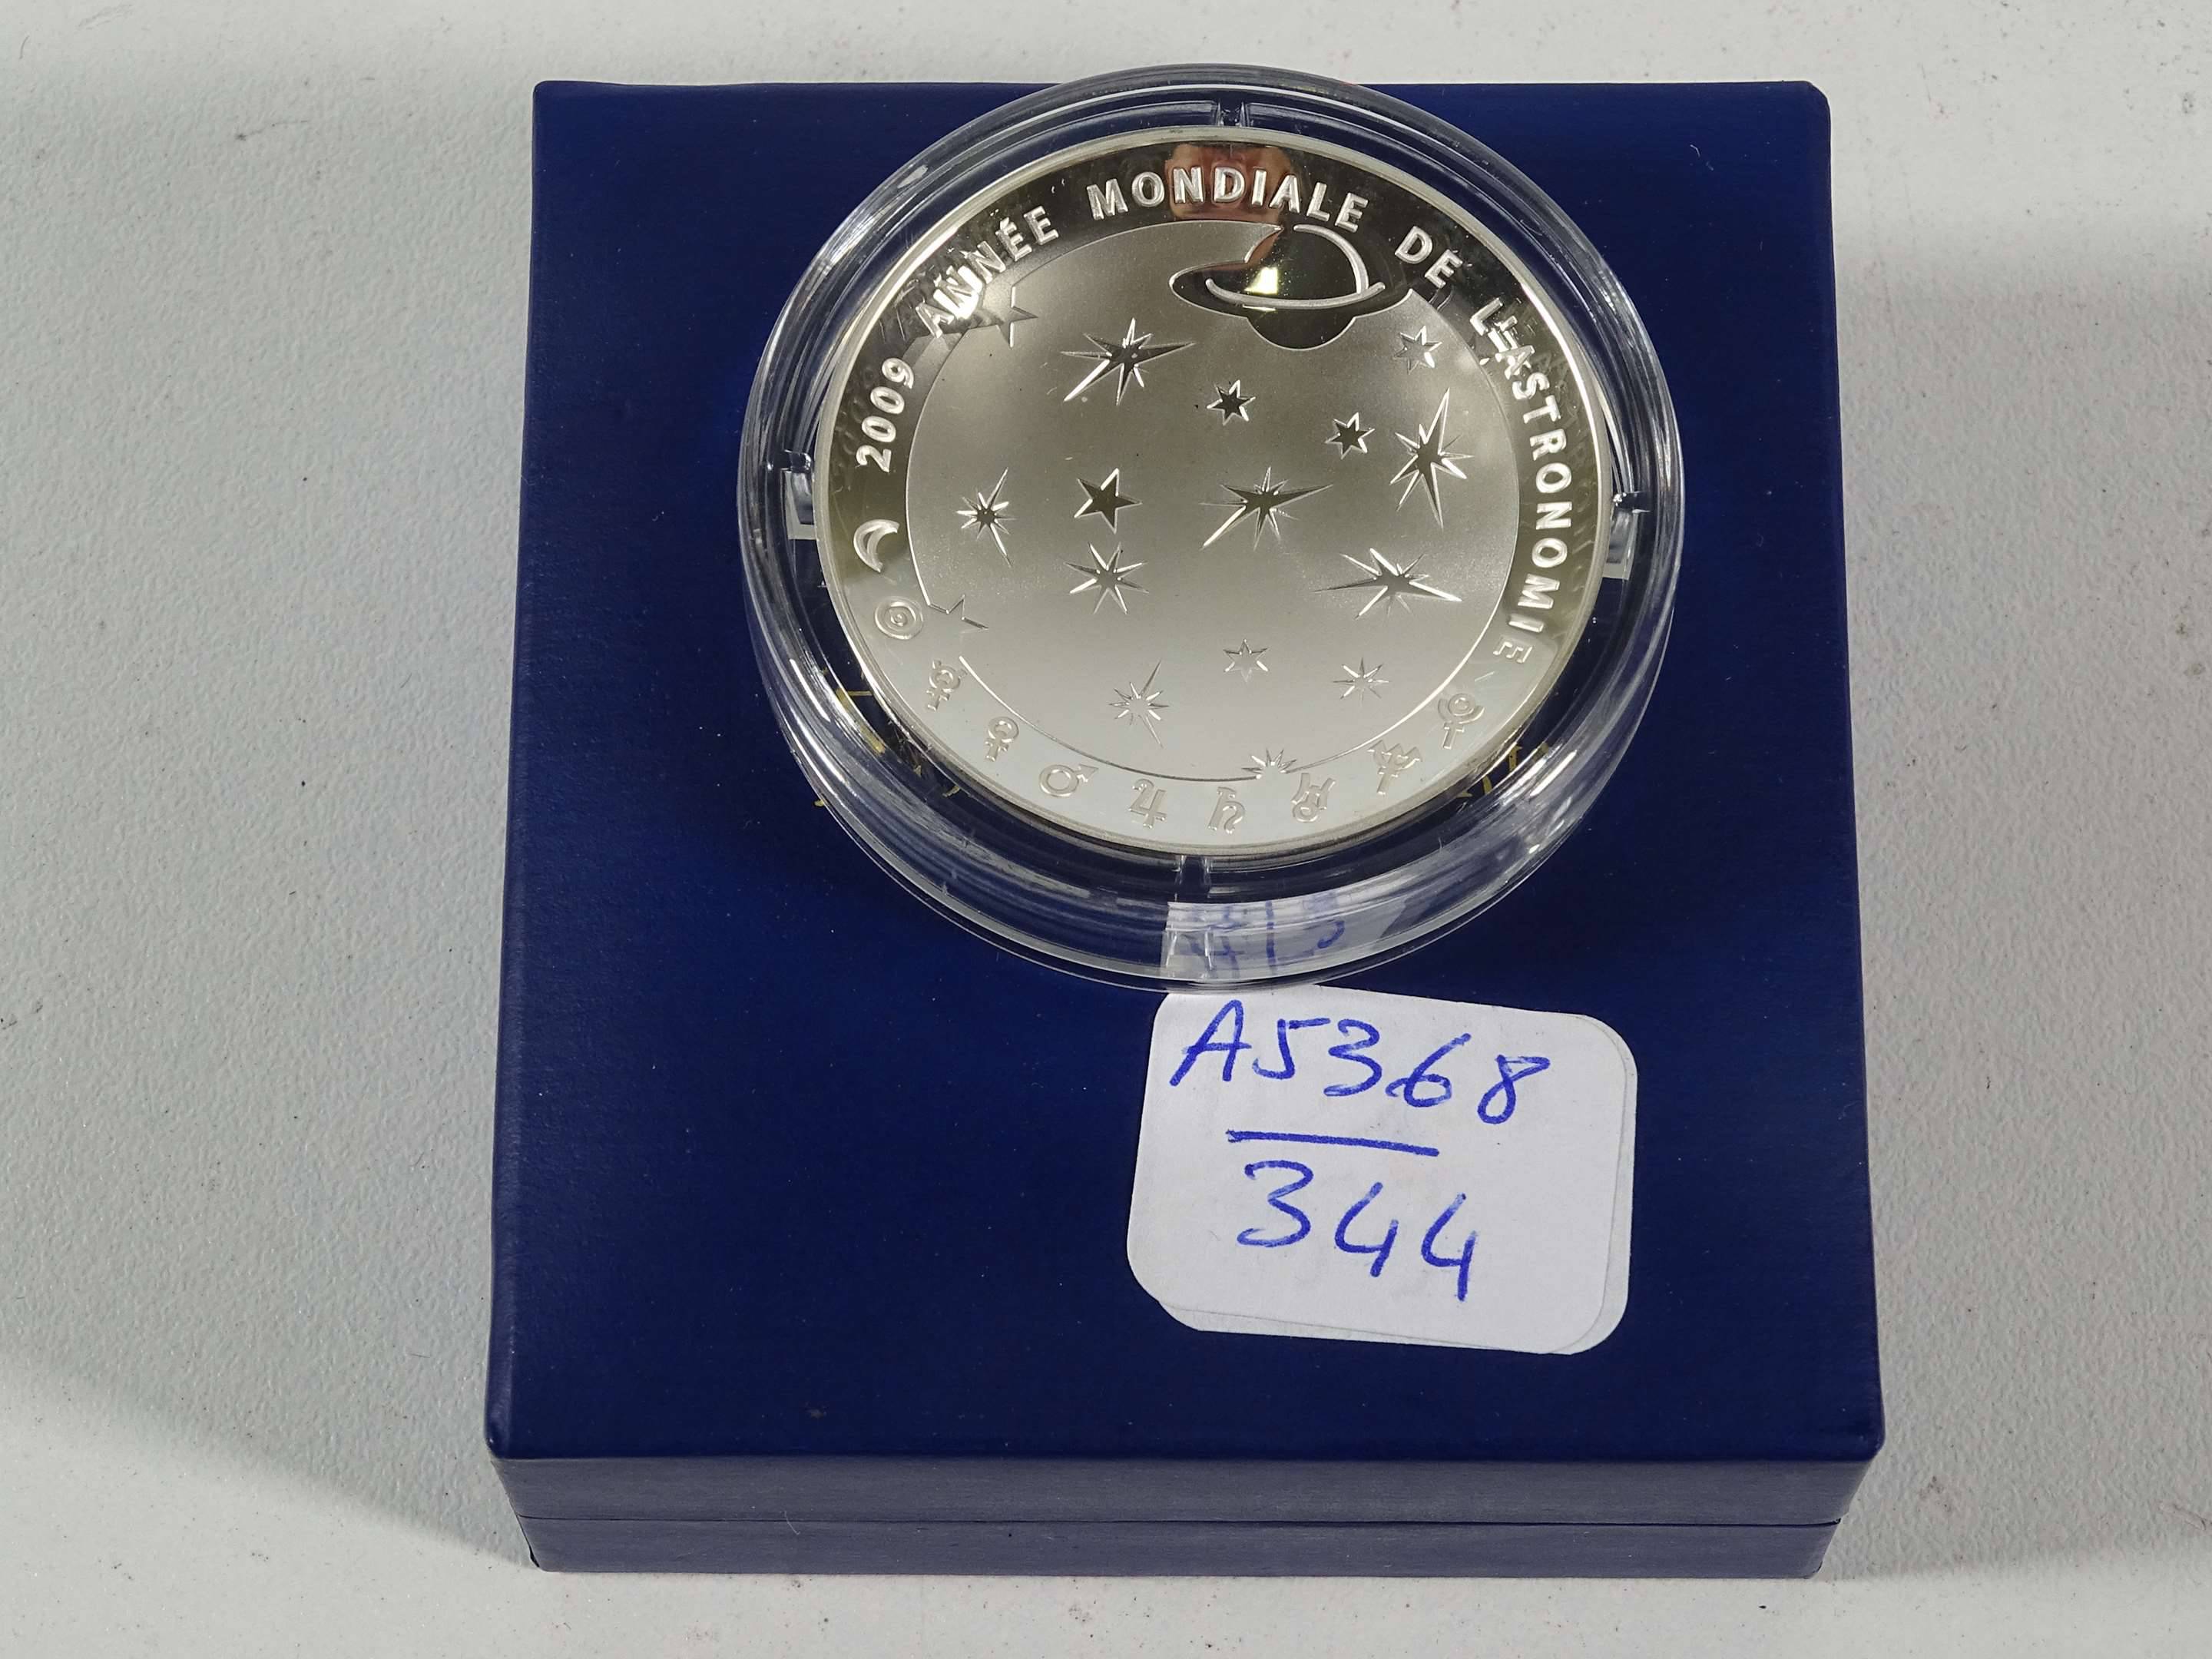 2009 ANNÉE MONDIALE DE L'ASTRONOMIE
A5368
344